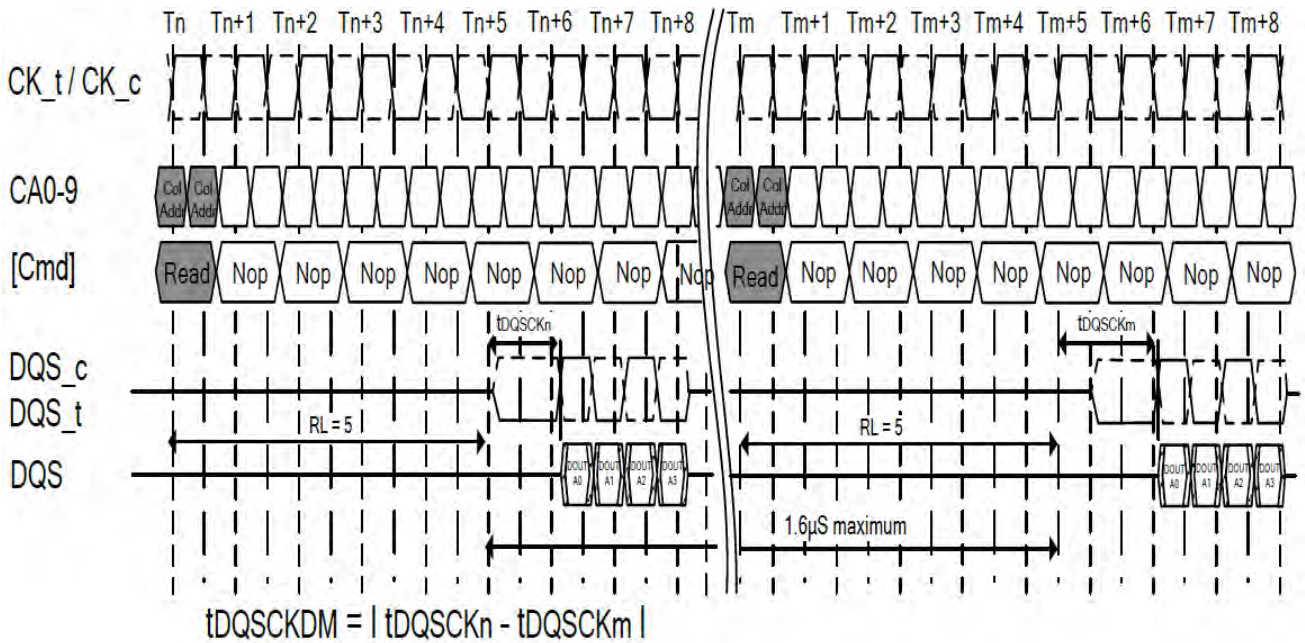 Tn Tn+1 Tn+2 Tn+3 Tn+4 Tn+5 Tn+6 Tn+7 Tn+8 Tm Tm+1 Tm+2 Tm+3 Tm+4 Tm+5 Tm+6 Tm+7 Tm+8
CK_t / CK_c
CA0-9 Col Addr Col Addr Col Addr Col Addr
[Cmd] Read Nop Nop Nop Nop Nop Nop Nop Nop Read Nop Nop Nop Nop Nop Nop Nop Nop
tDQSCKn tDQSCKm
DQS_c
DQS_t
RL = 5 RL = 5
DQS DOUT A0 DOUT A1 DOUT A2 DOUT A3 DOUT A0 DOUT A1 DOUT A2 DOUT A3
1.6µS maximum
tDQSCKDM = | tDQSCKn - tDQSCKm |